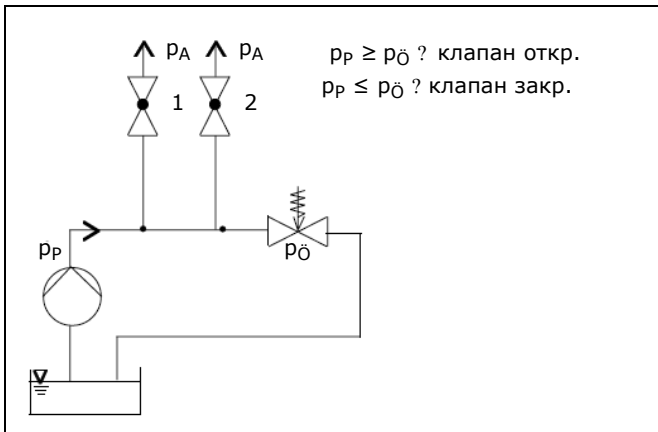 pA pA
pP ≥ pÖ ? клапан откр.
pP ≤ pÖ ? клапан закр.
1 2
pP
pÖ